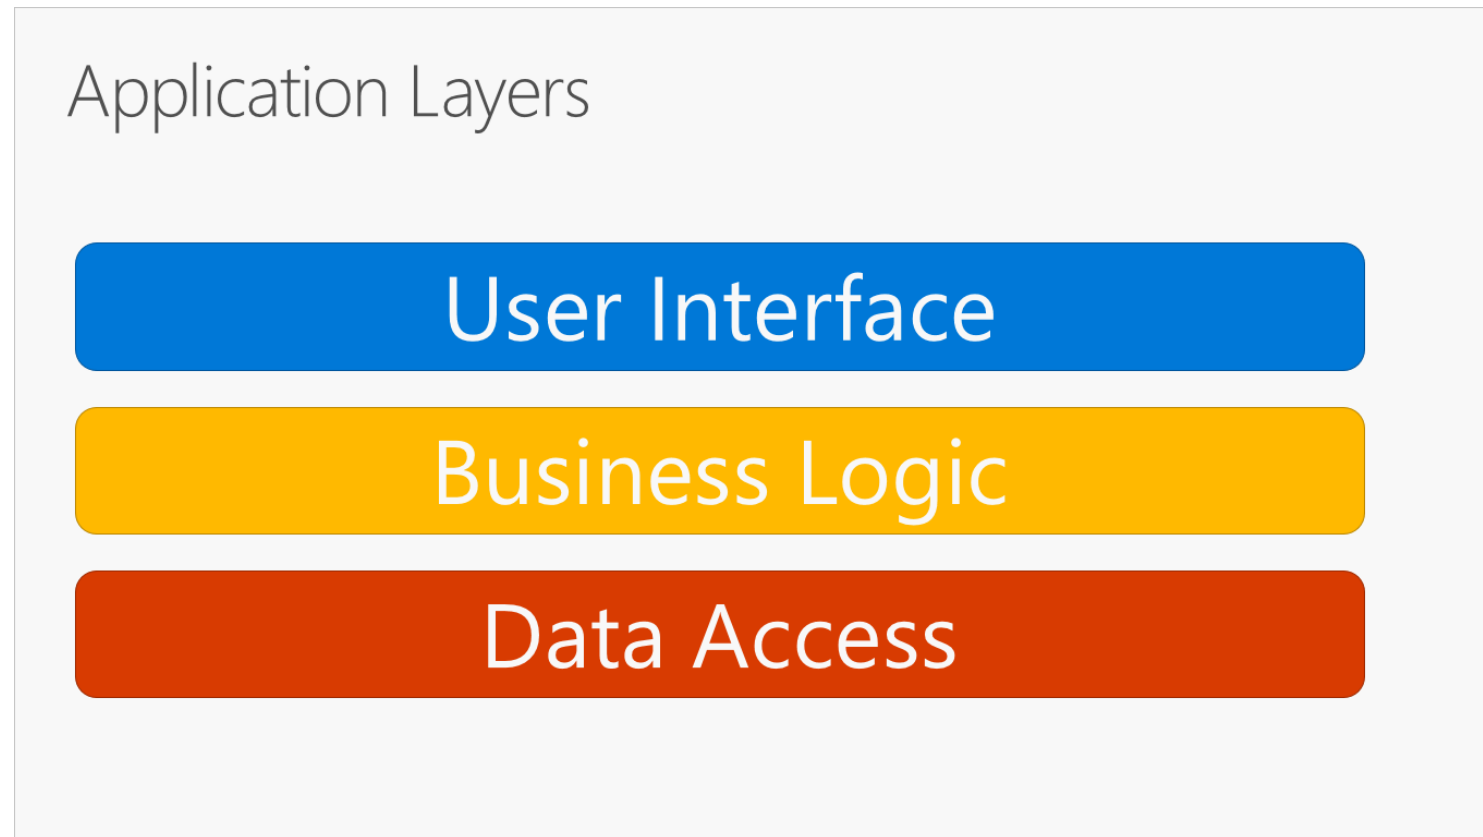 Application Layers
User Interface
Business Logic
Data Access